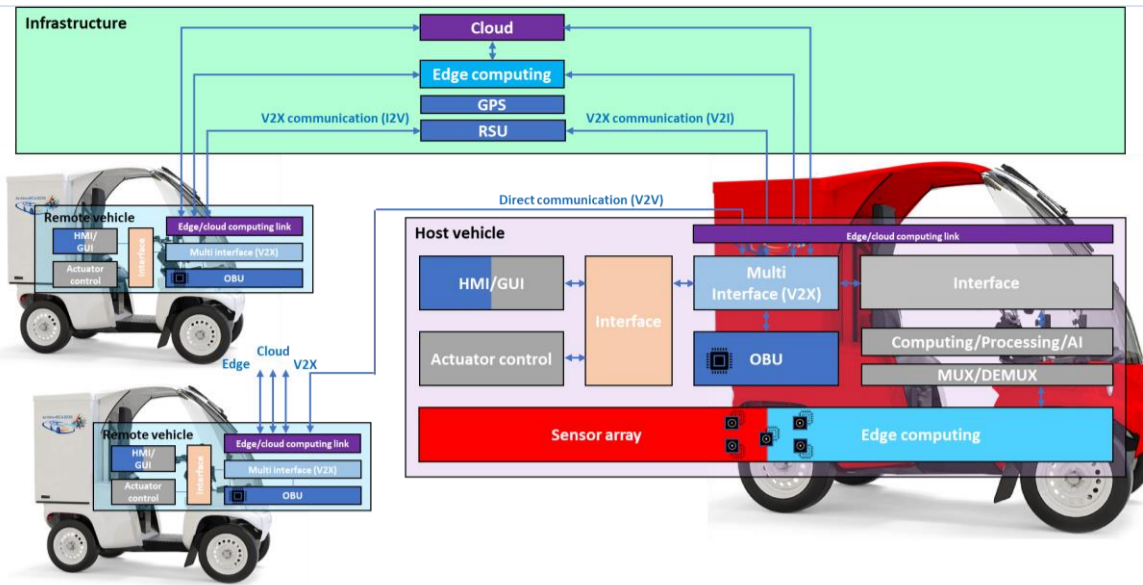 Infrastructure
Cloud
Edge computing
GPS
V2X communication (I2V)
RSU
V2X communication (V2I)
Direct communication (V2V)
Remote vehicle
Edge/cloud computing link
HMI/
GUI
Interface
Multi interface (V2X)
Actuator
control
OBU
Host vehicle
Edge/cloud computing link
HMI/GUI
Interface
Multi
Interface (V2X)
Interface
Actuator control
OBU
Computing/Processing/AI
MUX/DEMUX
Sensor array
Edge computing
Edge
Cloud
V2X
Remote vehicle
Edge/cloud computing link
HMI/
GUI
Interface
Multi interface (V2X)
Actuator
control
OBU